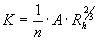 K = 1/n · A · R_h^{2/3}